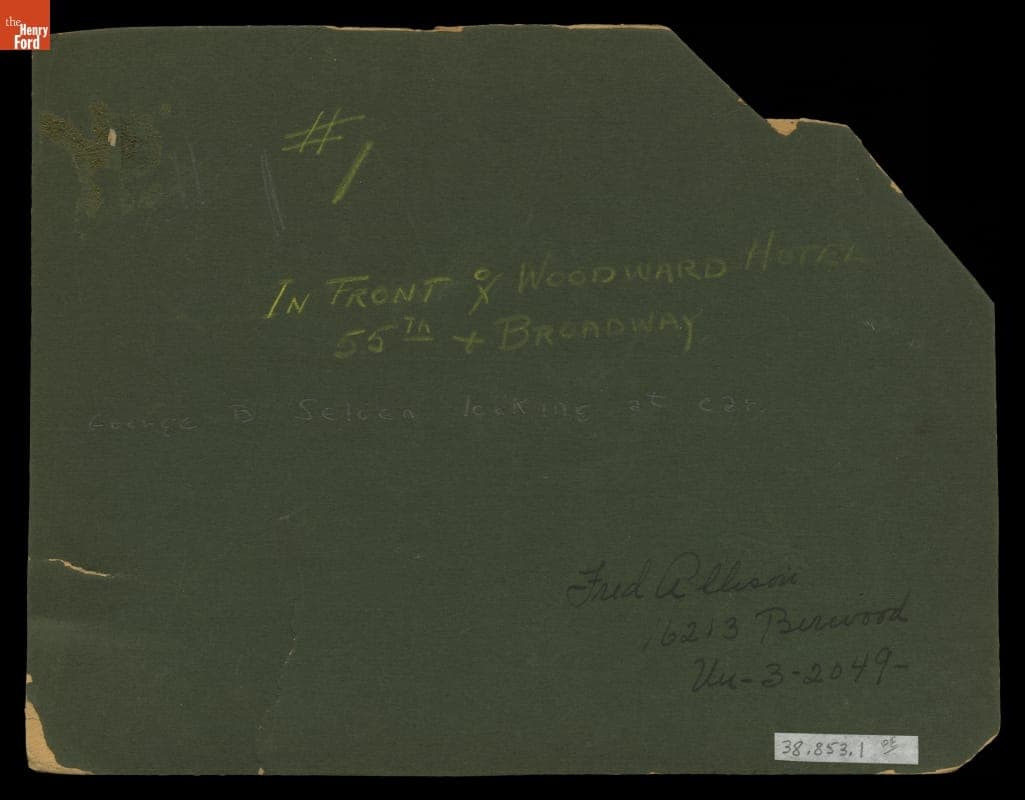 the
Henry
Ford
#1
IN FRONT OF WOODWARD HOTEL
55TH + BROADWAY
George B Selden looking at car.
Fred Allison
16213 Berwood
Un-3-2049-
38.853.1